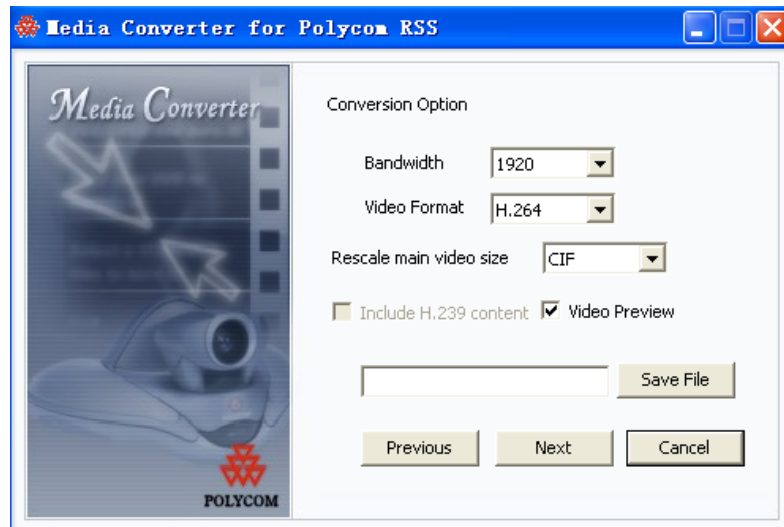 Media Converter for Polycom RSS
Media Converter
Conversion Option
Bandwidth 1920
Video Format H.264
Rescale main video size CIF
Include H.239 content Video Preview
Save File
Previous Next Cancel
POLYCOM